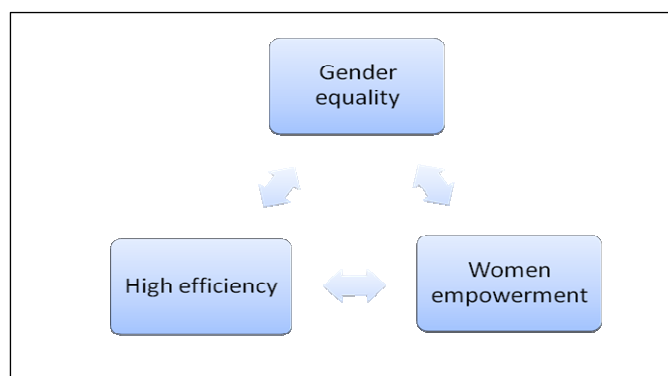 Gender
equality
High efficiency
Women
empowerment